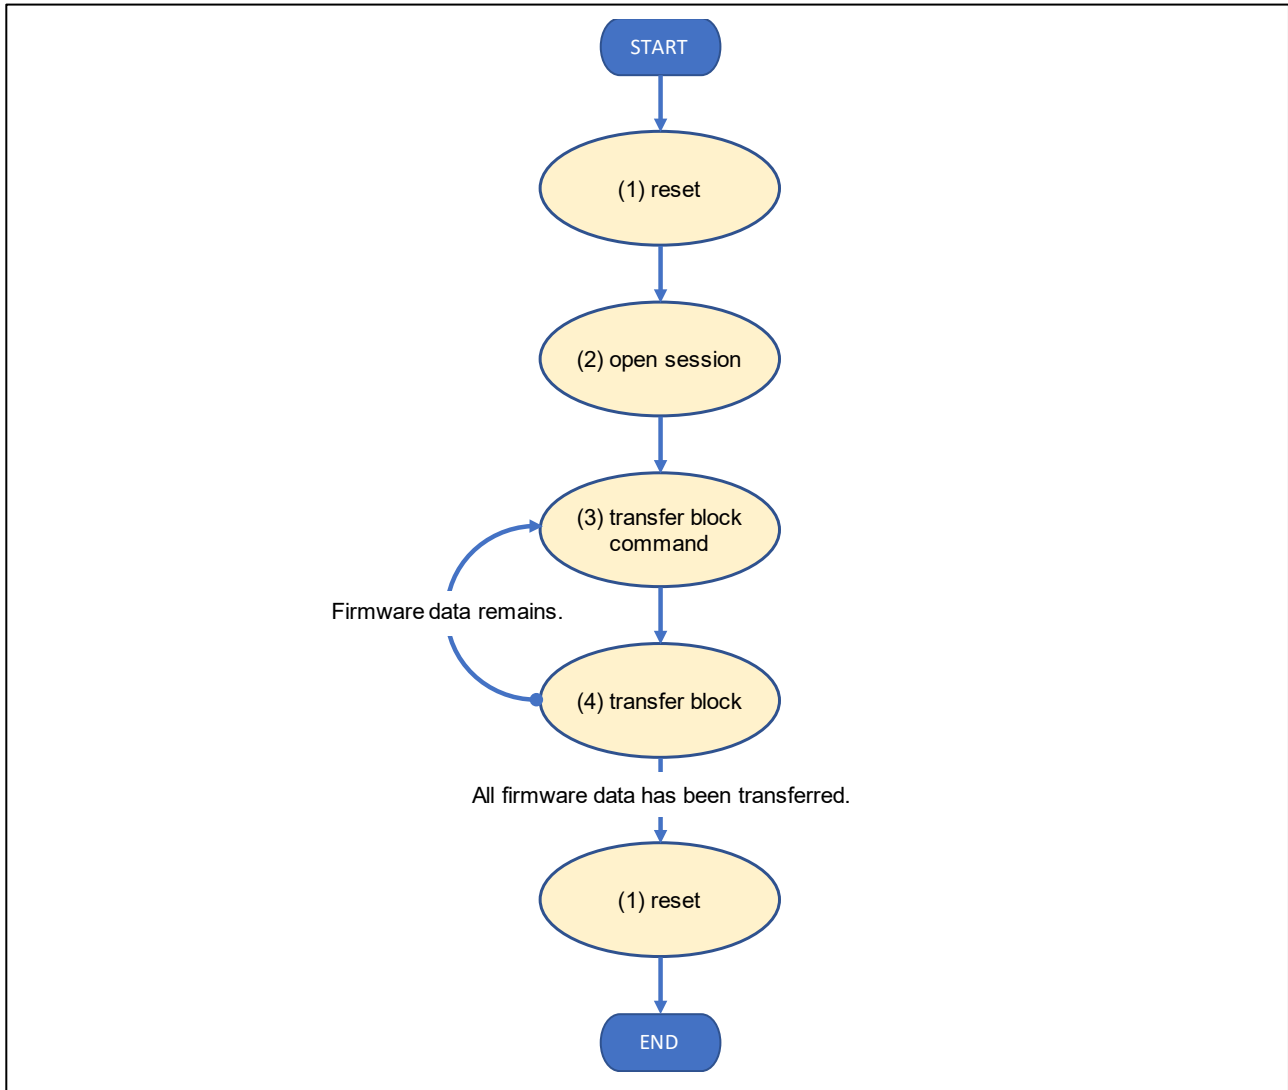 START
(1) reset
(2) open session
(3) transfer block
command
Firmware data remains.
(4) transfer block
All firmware data has been transferred.
(1) reset
END